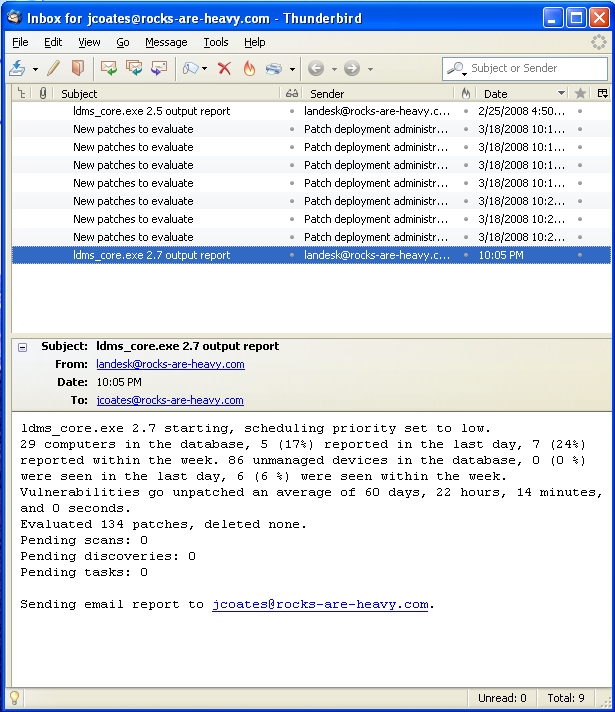 Inbox for jcoates@rocks-are-heavy.com - Thunderbird
File Edit View Go Message Tools Help
Subject or Sender
Subject Sender Date
ldms_core.exe 2.5 output report landesk@rocks-are-heavy.c... 2/25/2008 4:50...
New patches to evaluate Patch deployment administr... 3/18/2008 10:1...
New patches to evaluate Patch deployment administr... 3/18/2008 10:1...
New patches to evaluate Patch deployment administr... 3/18/2008 10:1...
New patches to evaluate Patch deployment administr... 3/18/2008 10:1...
New patches to evaluate Patch deployment administr... 3/18/2008 10:2...
New patches to evaluate Patch deployment administr... 3/18/2008 10:2...
New patches to evaluate Patch deployment administr... 3/18/2008 10:2...
ldms_core.exe 2.7 output report landesk@rocks-are-heavy.c... 10:05 PM
Subject: ldms_core.exe 2.7 output report
From: landesk@rocks-are-heavy.com
Date: 10:05 PM
To: jcoates@rocks-are-heavy.com
ldms_core.exe 2.7 starting, scheduling priority set to low.
29 computers in the database, 5 (17%) reported in the last day, 7 (24%)
reported within the week. 86 unmanaged devices in the database, 0 (0 %)
were seen in the last day, 6 (6 %) were seen within the week.
Vulnerabilities go unpatched an average of 60 days, 22 hours, 14 minutes,
and 0 seconds.
Evaluated 134 patches, deleted none.
Pending scans: 0
Pending discoveries: 0
Pending tasks: 0
Sending email report to jcoates@rocks-are-heavy.com.
Unread: 0 Total: 9